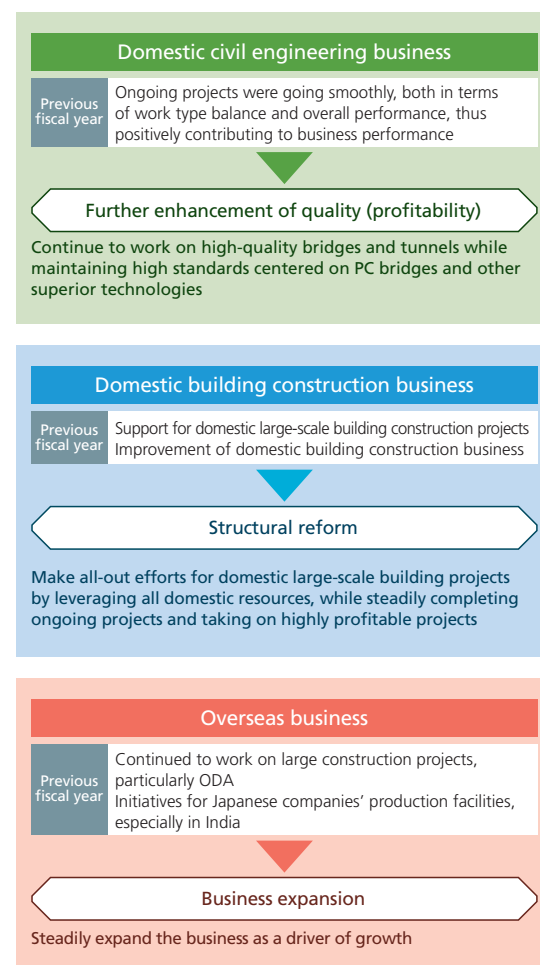 Domestic civil engineering business
Previous
fiscal year
Ongoing projects were going smoothly, both in terms
of work type balance and overall performance, thus
positively contributing to business performance
Further enhancement of quality (profitability)
Continue to work on high-quality bridges and tunnels while
maintaining high standards centered on PC bridges and other
superior technologies
Domestic building construction business
Previous
fiscal year
Support for domestic large-scale building construction projects
Improvement of domestic building construction business
Structural reform
Make all-out efforts for domestic large-scale building projects
by leveraging all domestic resources, while steadily completing
ongoing projects and taking on highly profitable projects
Overseas business
Previous
fiscal year
Continued to work on large construction projects,
particularly ODA
Initiatives for Japanese companies’ production facilities,
especially in India
Business expansion
Steadily expand the business as a driver of growth